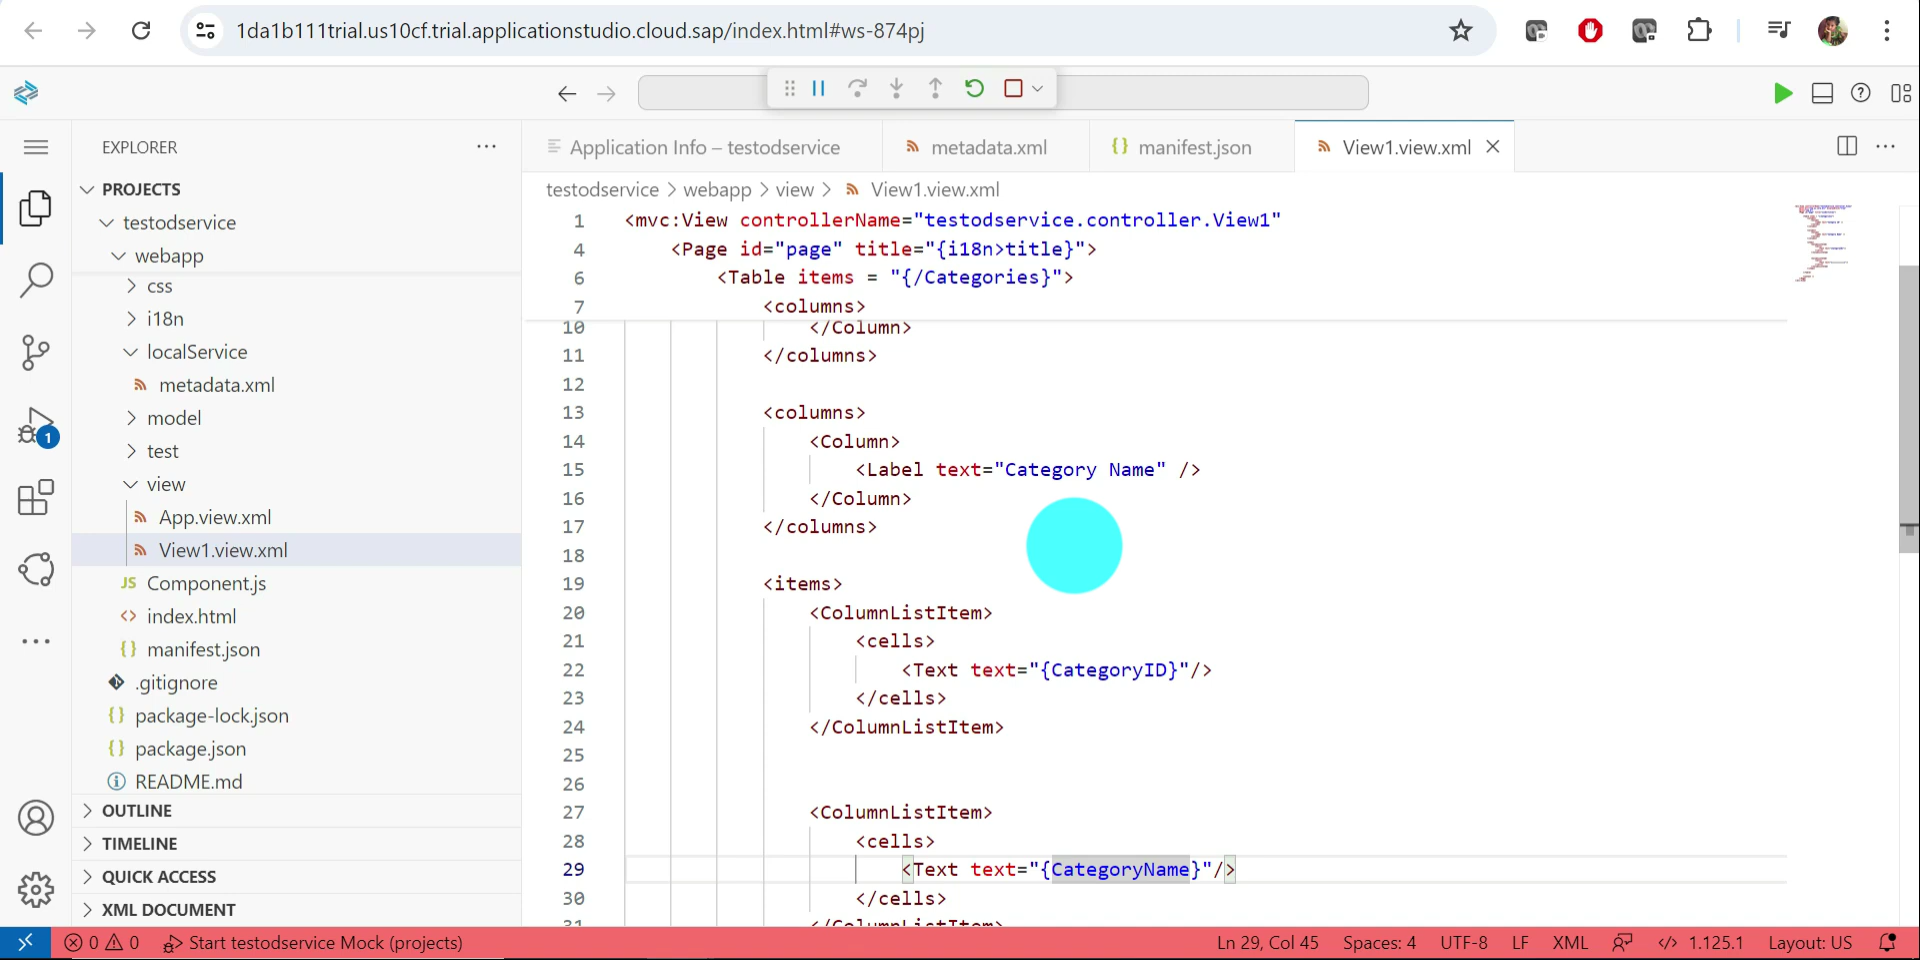 1da1b111trial.us10cf.trial.applicationstudio.cloud.sap/index.html#ws-874pj
EXPLORER
PROJECTS
testodservice
webapp
css
i18n
localService
metadata.xml
model
test
view
App.view.xml
View1.view.xml
Component.js
index.html
manifest.json
.gitignore
package-lock.json
package.json
README.md
OUTLINE
TIMELINE
QUICK ACCESS
XML DOCUMENT
1
Application Info – testodservice
metadata.xml
manifest.json
View1.view.xml
testodservice > webapp > view > View1.view.xml
1 <mvc:View controllerName="testodservice.controller.View1"
4 <Page id="page" title="{i18n>title}">
6 <Table items = "{/Categories}">
7 <columns>
10 </Column>
11 </columns>
12
13 <columns>
14 <Column>
15 <Label text="Category Name" />
16 </Column>
17 </columns>
18
19 <items>
20 <ColumnListItem>
21 <cells>
22 <Text text="{CategoryID}"/>
23 </cells>
24 </ColumnListItem>
25
26
27 <ColumnListItem>
28 <cells>
29 <Text text="{CategoryName}"/>
30 </cells>
31 </ColumnListItem>
0 0 Start testodservice Mock (projects) Ln 29, Col 45 Spaces: 4 UTF-8 LF XML </> 1.125.1 Layout: US